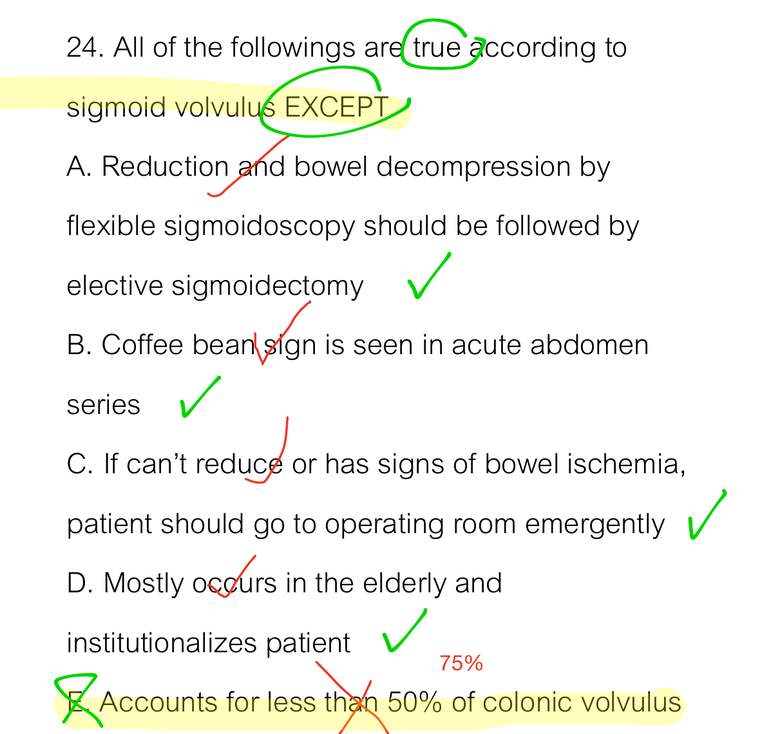 24. All of the followings are true according to
sigmoid volvulus EXCEPT
A. Reduction and bowel decompression by
flexible sigmoidoscopy should be followed by
elective sigmoidectomy
B. Coffee bean sign is seen in acute abdomen
series
C. If can’t reduce or has signs of bowel ischemia,
patient should go to operating room emergently
D. Mostly occurs in the elderly and
institutionalizes patient
75%
E. Accounts for less than 50% of colonic volvulus